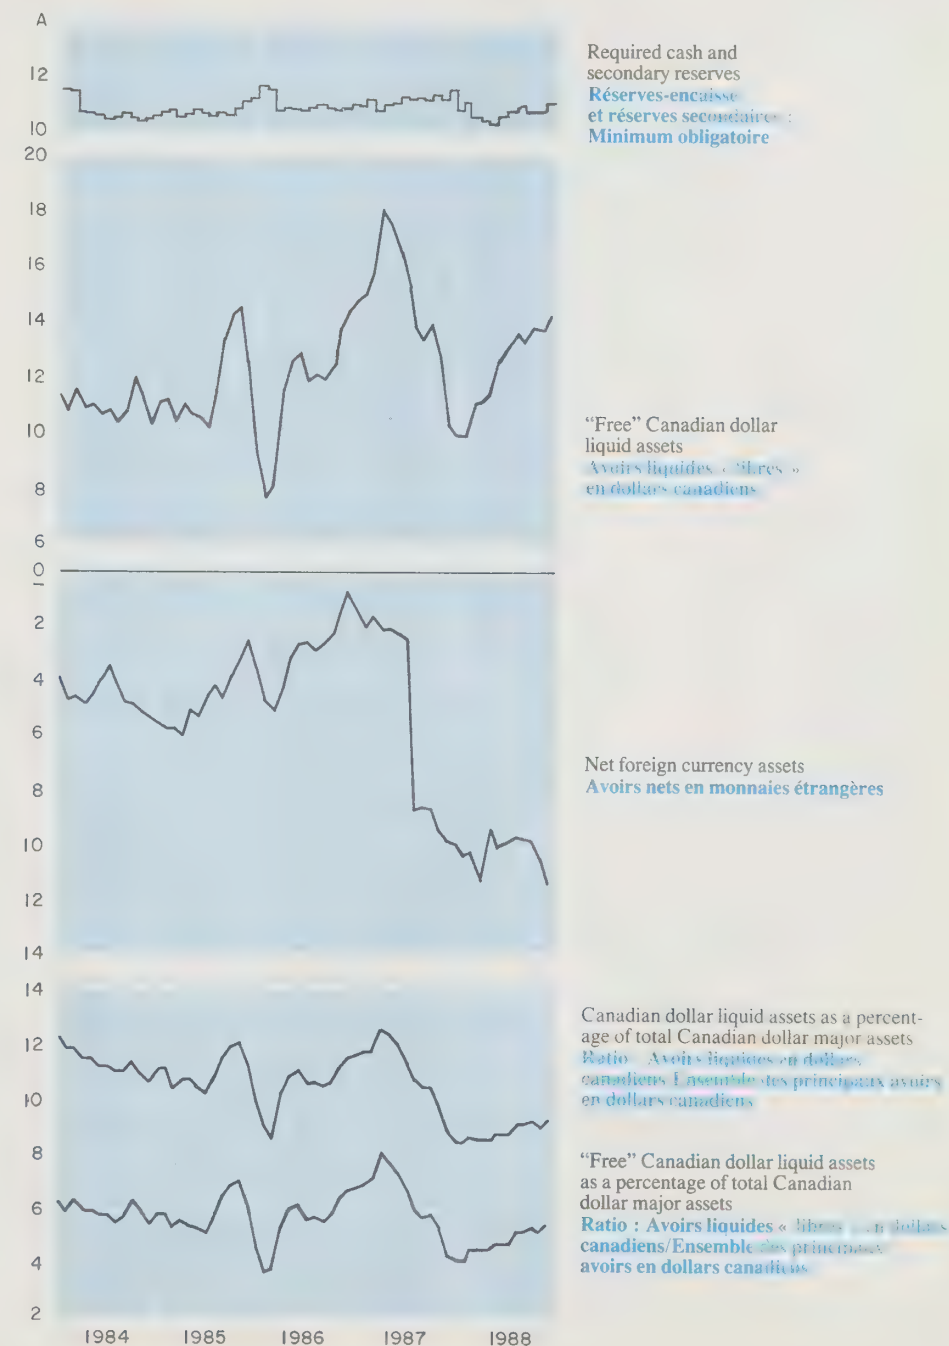 A
12
10
20
18
16
14
12
10
8
6
0
–
2
4
6
8
10
12
14
14
12
10
8
6
4
2
1984 1985 1986 1987 1988
Required cash and
secondary reserves
Réserves-encaisse
et réserves secondaires :
Minimum obligatoire
“Free” Canadian dollar
liquid assets
Avoirs liquides « libres »
en dollars canadiens
Net foreign currency assets
Avoirs nets en monnaies étrangères
Canadian dollar liquid assets as a percent-
age of total Canadian dollar major assets
Ratio : Avoirs liquides en dollars
canadiens/Ensemble des principaux avoirs
en dollars canadiens
“Free” Canadian dollar liquid assets
as a percentage of total Canadian
dollar major assets
Ratio : Avoirs liquides « libres » en dollars
canadiens/Ensemble des principaux
avoirs en dollars canadiens